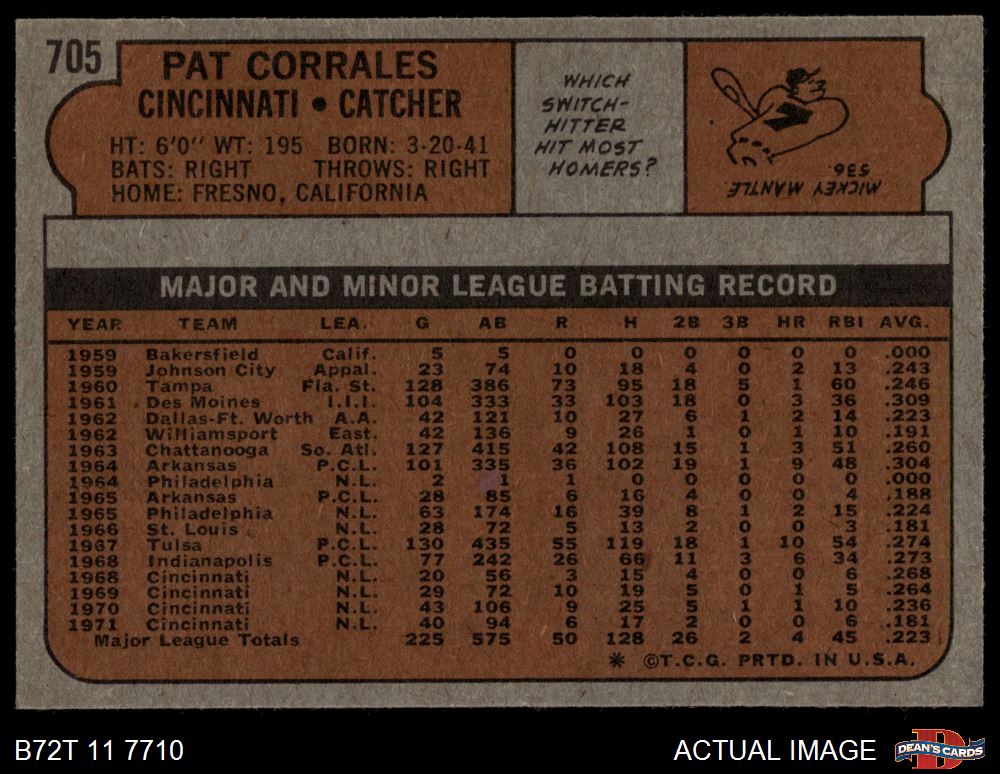 705
PAT CORRALES
CINCINNATI • CATCHER
HT: 6'0" WT: 195 BORN: 3-20-41
BATS: RIGHT THROWS: RIGHT
HOME: FRESNO, CALIFORNIA
WHICH
SWITCH-
HITTER
HIT MOST
HOMERS?
MICKEY MANTLE.
536.
MAJOR AND MINOR LEAGUE BATTING RECORD
YEAR TEAM LEA. G AB R H 2B 3B HR RBI AVG.
1959 Bakersfield Calif. 5 5 0 0 0 0 0 0 .000
1959 Johnson City Appal. 23 74 10 18 4 0 2 13 .243
1960 Tampa Fla. St. 128 386 73 95 18 5 1 60 .246
1961 Des Moines I.I.I. 104 333 33 103 18 0 3 36 .309
1962 Dallas-Ft. Worth A.A. 42 121 10 27 6 1 2 14 .223
1962 Williamsport East. 42 136 9 26 1 0 1 10 .191
1963 Chattanooga So. Atl. 127 415 42 108 15 1 3 51 .260
1964 Arkansas P.C.L. 101 335 36 102 19 1 9 48 .304
1964 Philadelphia N.L. 2 1 1 0 0 0 0 0 .000
1965 Arkansas P.C.L. 28 85 6 16 4 0 0 4 .188
1965 Philadelphia N.L. 63 174 16 39 8 1 2 15 .224
1966 St. Louis N.L. 28 72 5 13 2 0 0 3 .181
1967 Tulsa P.C.L. 130 435 55 119 18 1 10 54 .274
1968 Indianapolis P.C.L. 77 242 26 66 11 3 6 34 .273
1968 Cincinnati N.L. 20 56 3 15 4 0 0 6 .268
1969 Cincinnati N.L. 29 72 10 19 5 0 1 5 .264
1970 Cincinnati N.L. 43 106 9 25 5 1 1 10 .236
1971 Cincinnati N.L. 40 94 6 17 2 0 0 6 .181
Major League Totals 225 575 50 128 26 2 4 45 .223
* ©T.C.G. PRTD. IN U.S.A.
B72T 11 7710
ACTUAL IMAGE
DEAN'S CARDS